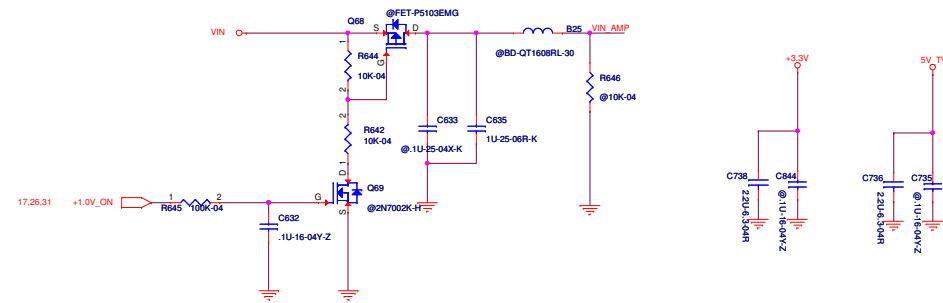 @FET-P5103EMG
Q68
VIN
S
D
G
1
R644
10K-04
2
2
R642
10K-04
1
B25
VIN_AMP
@BD-QT1608RL-30
R646
@10K-04
C633
@.1U-25-04X-K
C635
1U-25-06R-K
D
Q69
G
S
@2N7002K-H
17,26,31
+1.0V_ON
1
R645
100K-04
2
C632
.1U-16-04Y-Z
+3.3V
C738
2.2U-6.3-04R
C844
@.1U-16-04Y-Z
5V_TV
C736
2.2U-6.3-04R
C735
@.1U-16-04Y-Z